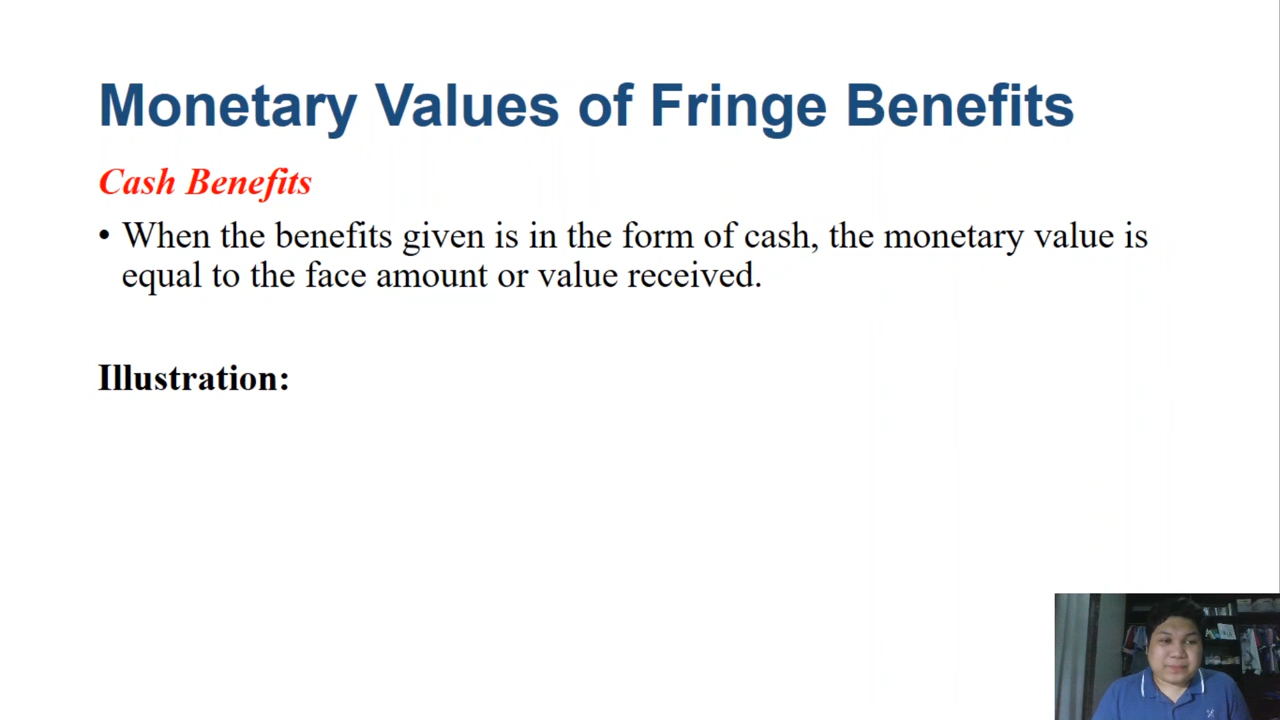 Monetary Values of Fringe Benefits
Cash Benefits
• When the benefits given is in the form of cash, the monetary value is
equal to the face amount or value received.
Illustration: